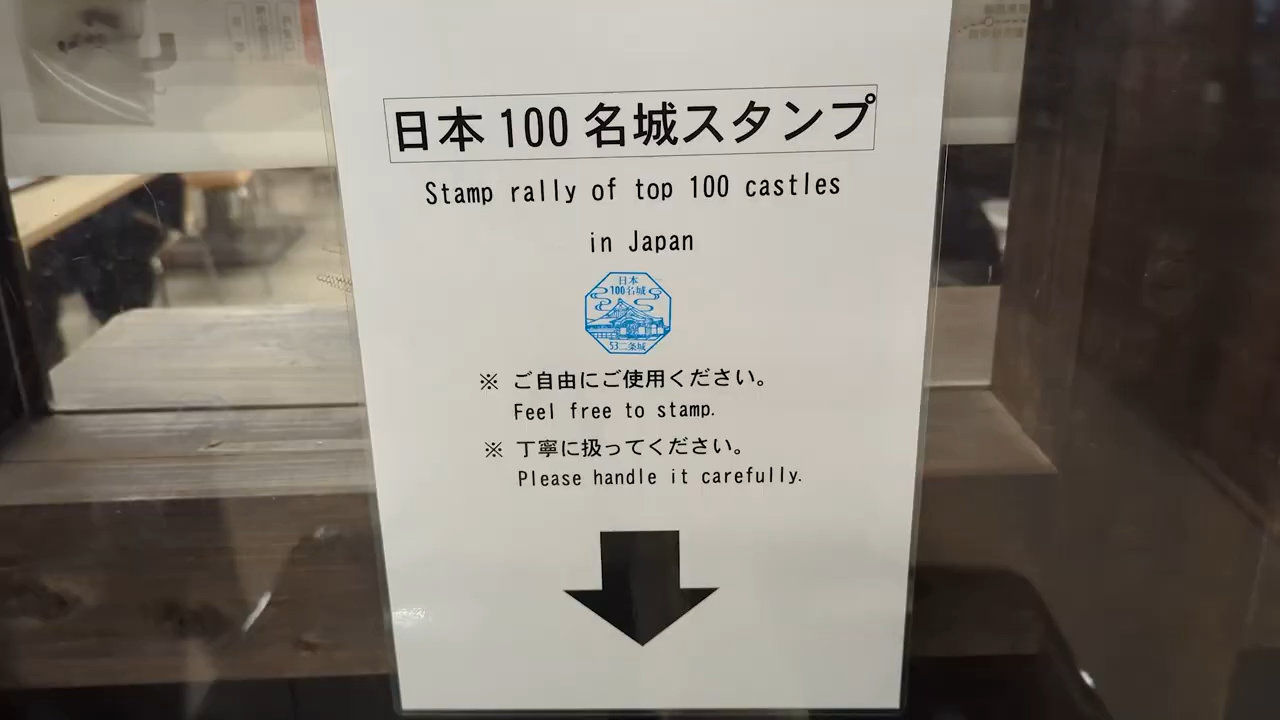 日本100名城スタンプ
Stamp rally of top 100 castles
in Japan
日本
100名城
53二条城
※ ご自由にご使用ください。
Feel free to stamp.
※ 丁寧に扱ってください。
Please handle it carefully.